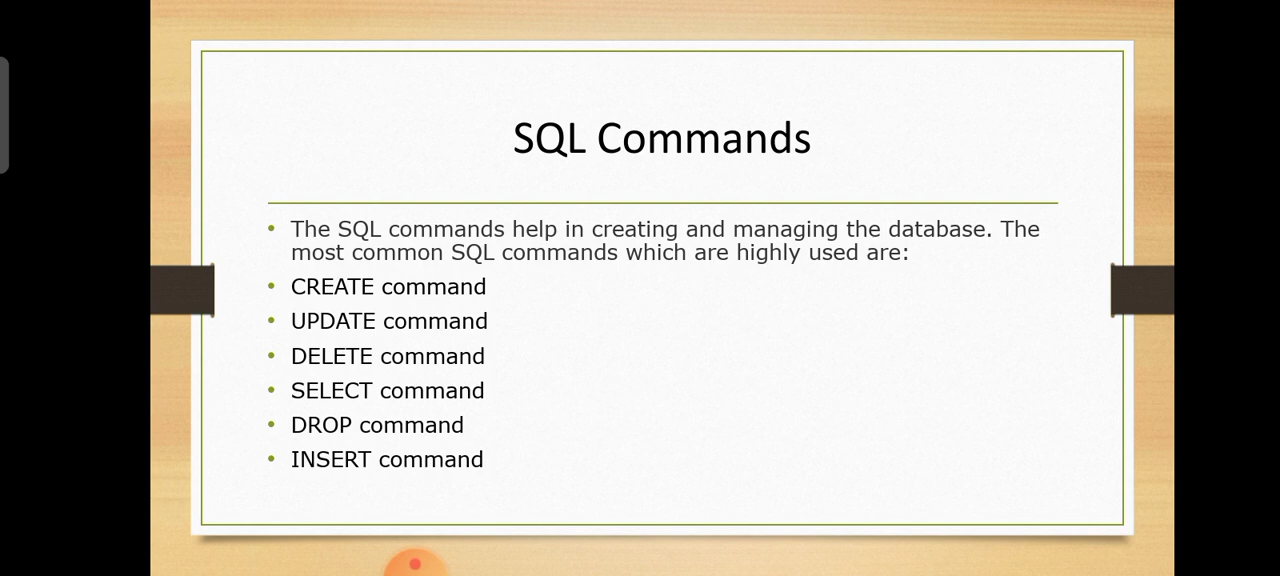 SQL Commands
• The SQL commands help in creating and managing the database. The
most common SQL commands which are highly used are:
• CREATE command
• UPDATE command
• DELETE command
• SELECT command
• DROP command
• INSERT command